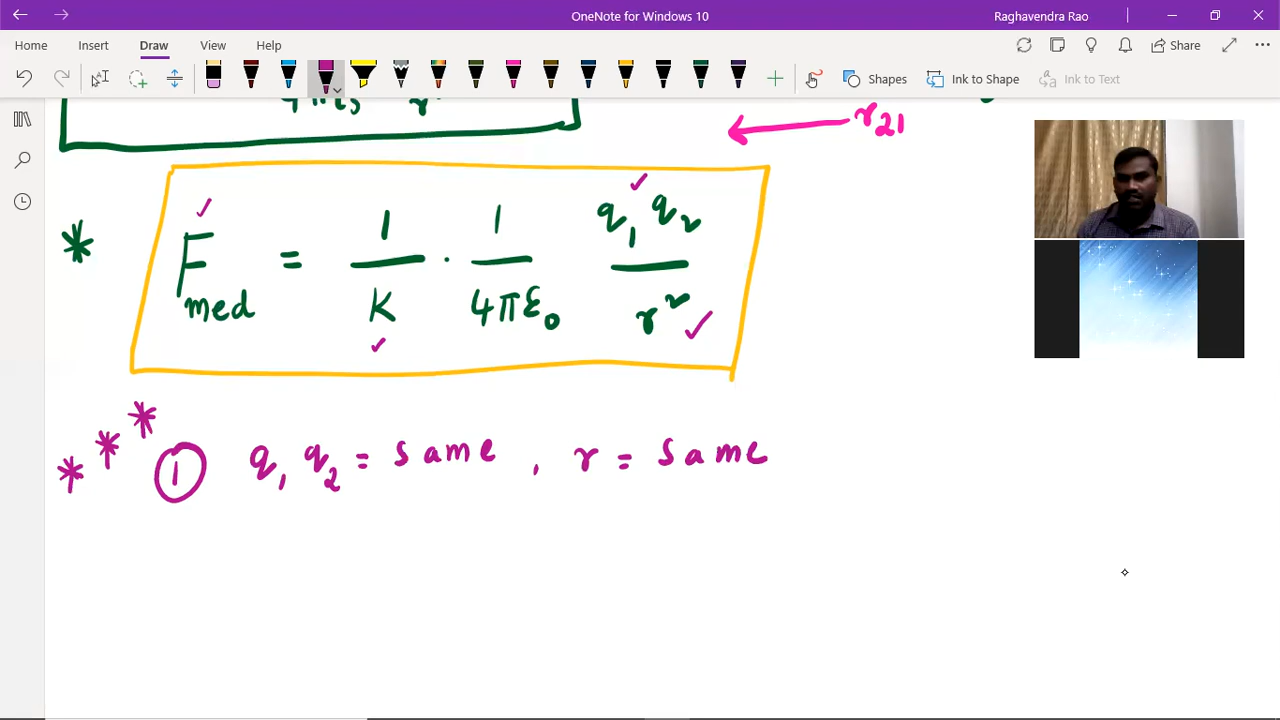 OneNote for Windows 10
Raghavendra Rao
Home Insert Draw View Help
Share
Shapes
Ink to Shape
Ink to Text
r21
* Fmed = 1/K · 1/4πε0 q1 q2/r²
*** ① q1 q2 = same , r = same